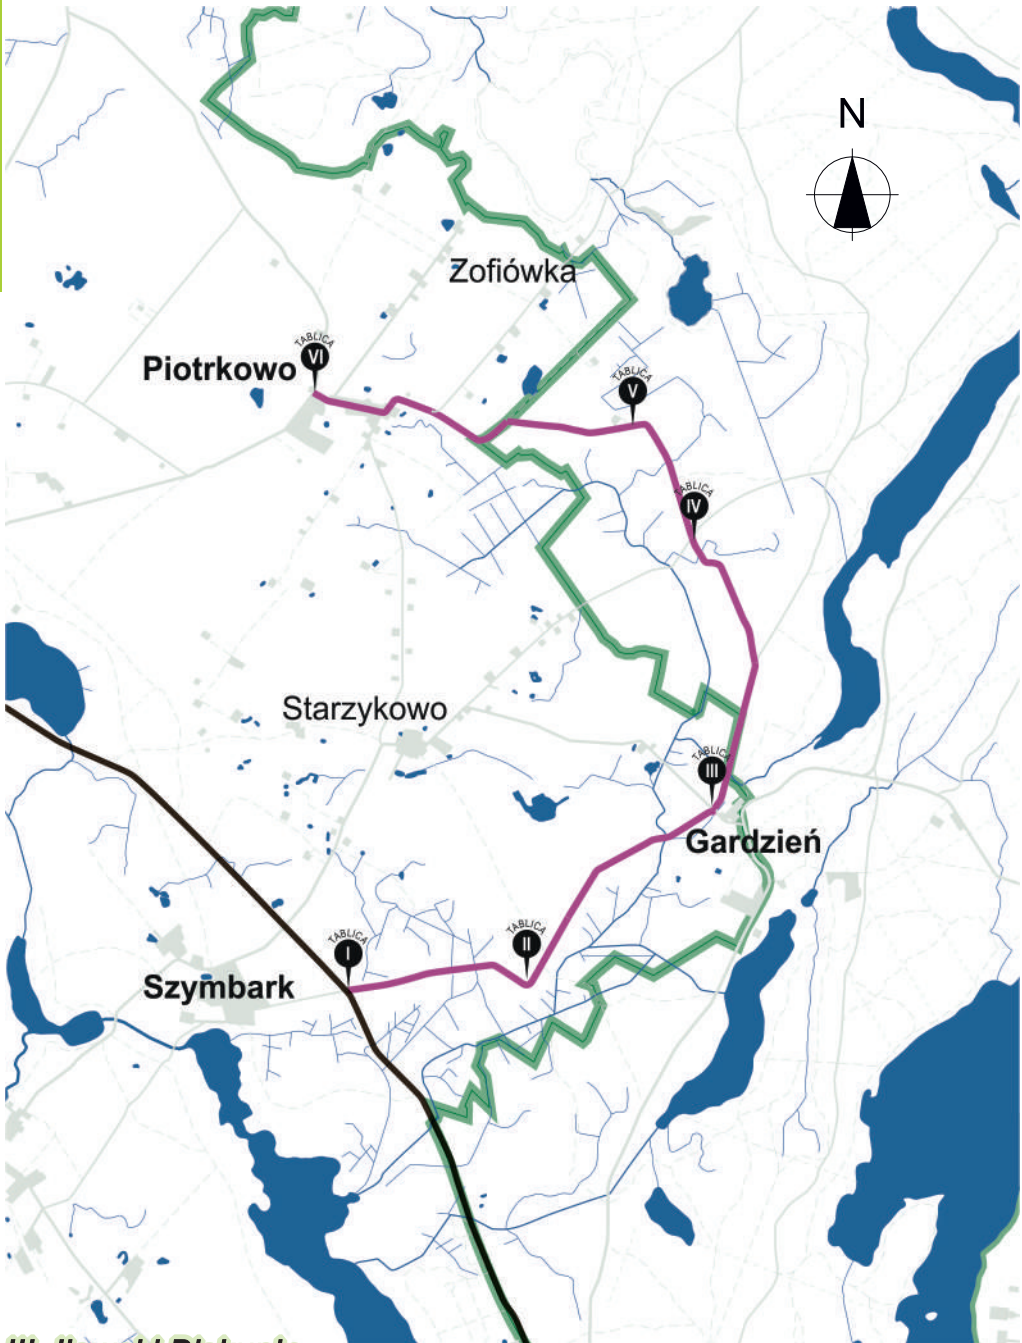 N
Zofiówka
TABLICA
VI
Piotrkowo
TABLICA
V
TABLICA
IV
Starzykowo
TABLICA
III
Gardzień
TABLICA
II
TABLICA
I
Szymbark